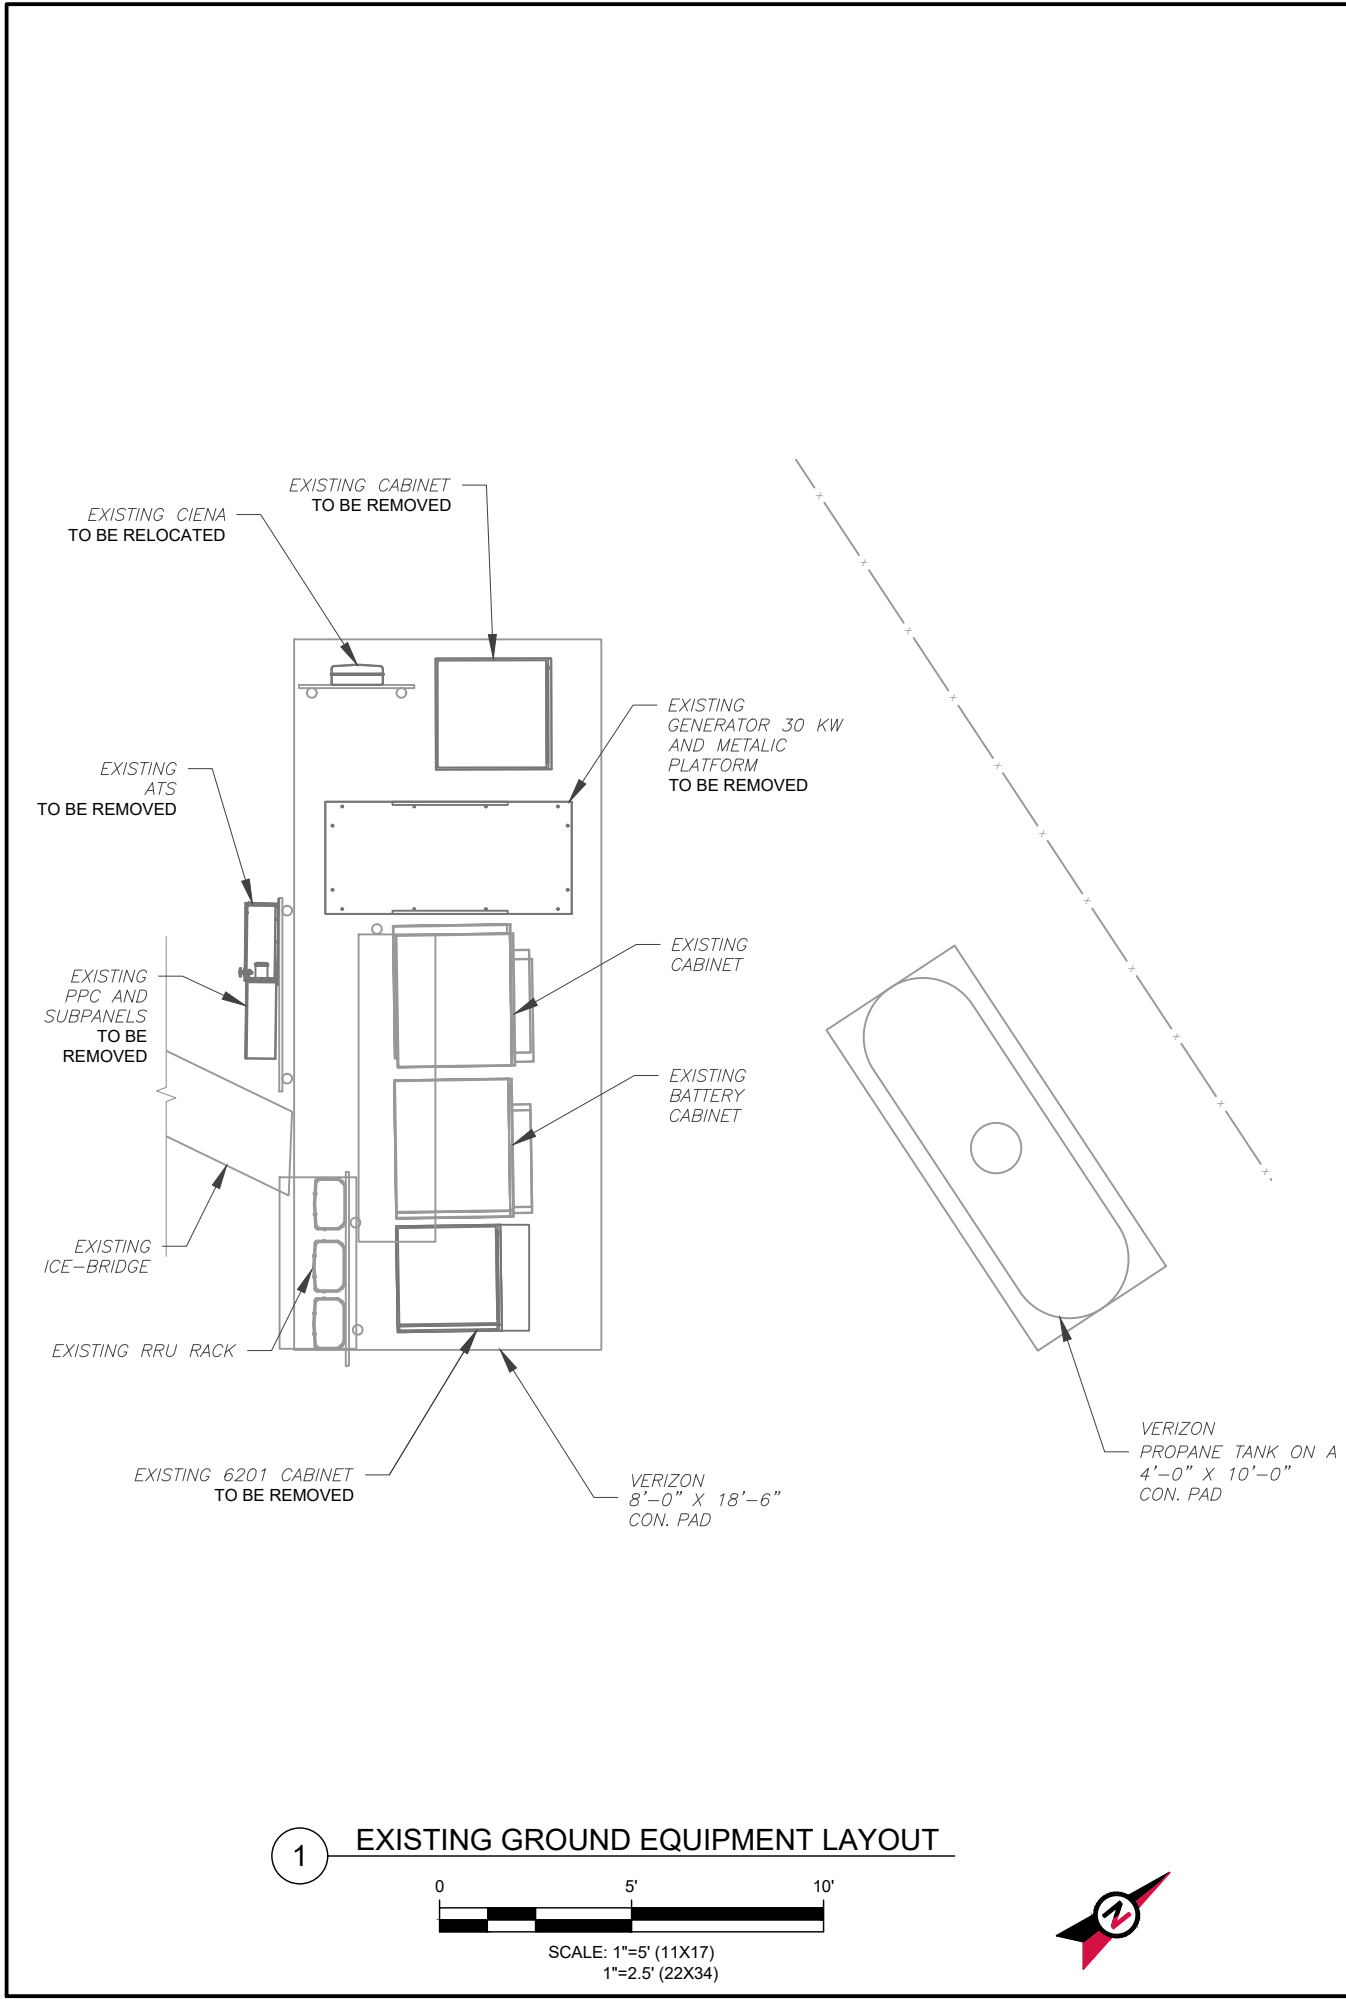 EXISTING CABINET
TO BE REMOVED
EXISTING CIENA
TO BE RELOCATED
EXISTING
GENERATOR 30 KW
AND METALIC
PLATFORM
TO BE REMOVED
EXISTING
ATS
TO BE REMOVED
EXISTING
CABINET
EXISTING
PPC AND
SUBPANELS
TO BE
REMOVED
EXISTING
BATTERY
CABINET
EXISTING
ICE-BRIDGE
EXISTING RRU RACK
EXISTING 6201 CABINET
TO BE REMOVED
VERIZON
8'-0" X 18'-6"
CON. PAD
VERIZON
PROPANE TANK ON A
4'-0" X 10'-0"
CON. PAD
1
EXISTING GROUND EQUIPMENT LAYOUT
0 5' 10'
SCALE: 1"=5' (11X17)
1"=2.5' (22X34)
N